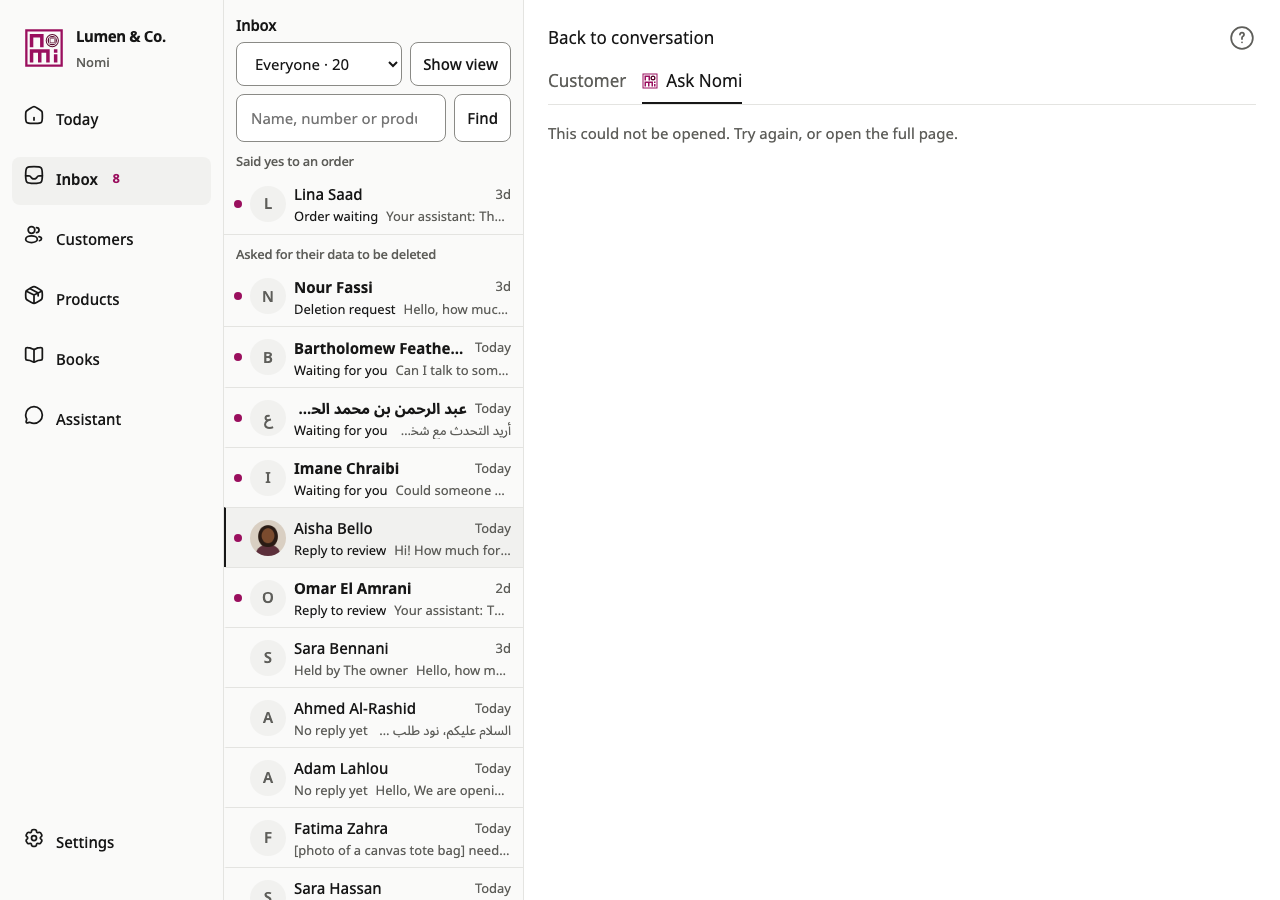 Lumen & Co.
Nomi
Today
Inbox 8
Customers
Products
Books
Assistant
Settings
Inbox
Everyone · 20
Show view
Name, number or produ
Find
Said yes to an order
L
Lina Saad 3d
Order waiting Your assistant: Th...
Asked for their data to be deleted
N
Nour Fassi 3d
Deletion request Hello, how muc...
B
Bartholomew Feathe... Today
Waiting for you Can I talk to som...
ع
عبد الرحمن بن محمد الحـ... Today
Waiting for you أريد التحدث مع شخـ...
I
Imane Chraibi Today
Waiting for you Could someone ...
Aisha Bello Today
Reply to review Hi! How much for...
O
Omar El Amrani 2d
Reply to review Your assistant: T...
S
Sara Bennani 3d
Held by The owner Hello, how m...
A
Ahmed Al-Rashid Today
No reply yet السلام عليكم، نود طلب ...
A
Adam Lahlou Today
No reply yet Hello, We are openi...
F
Fatima Zahra Today
[photo of a canvas tote bag] need...
S
Sara Hassan Today
Back to conversation
?
Customer
nomi
Ask Nomi
This could not be opened. Try again, or open the full page.